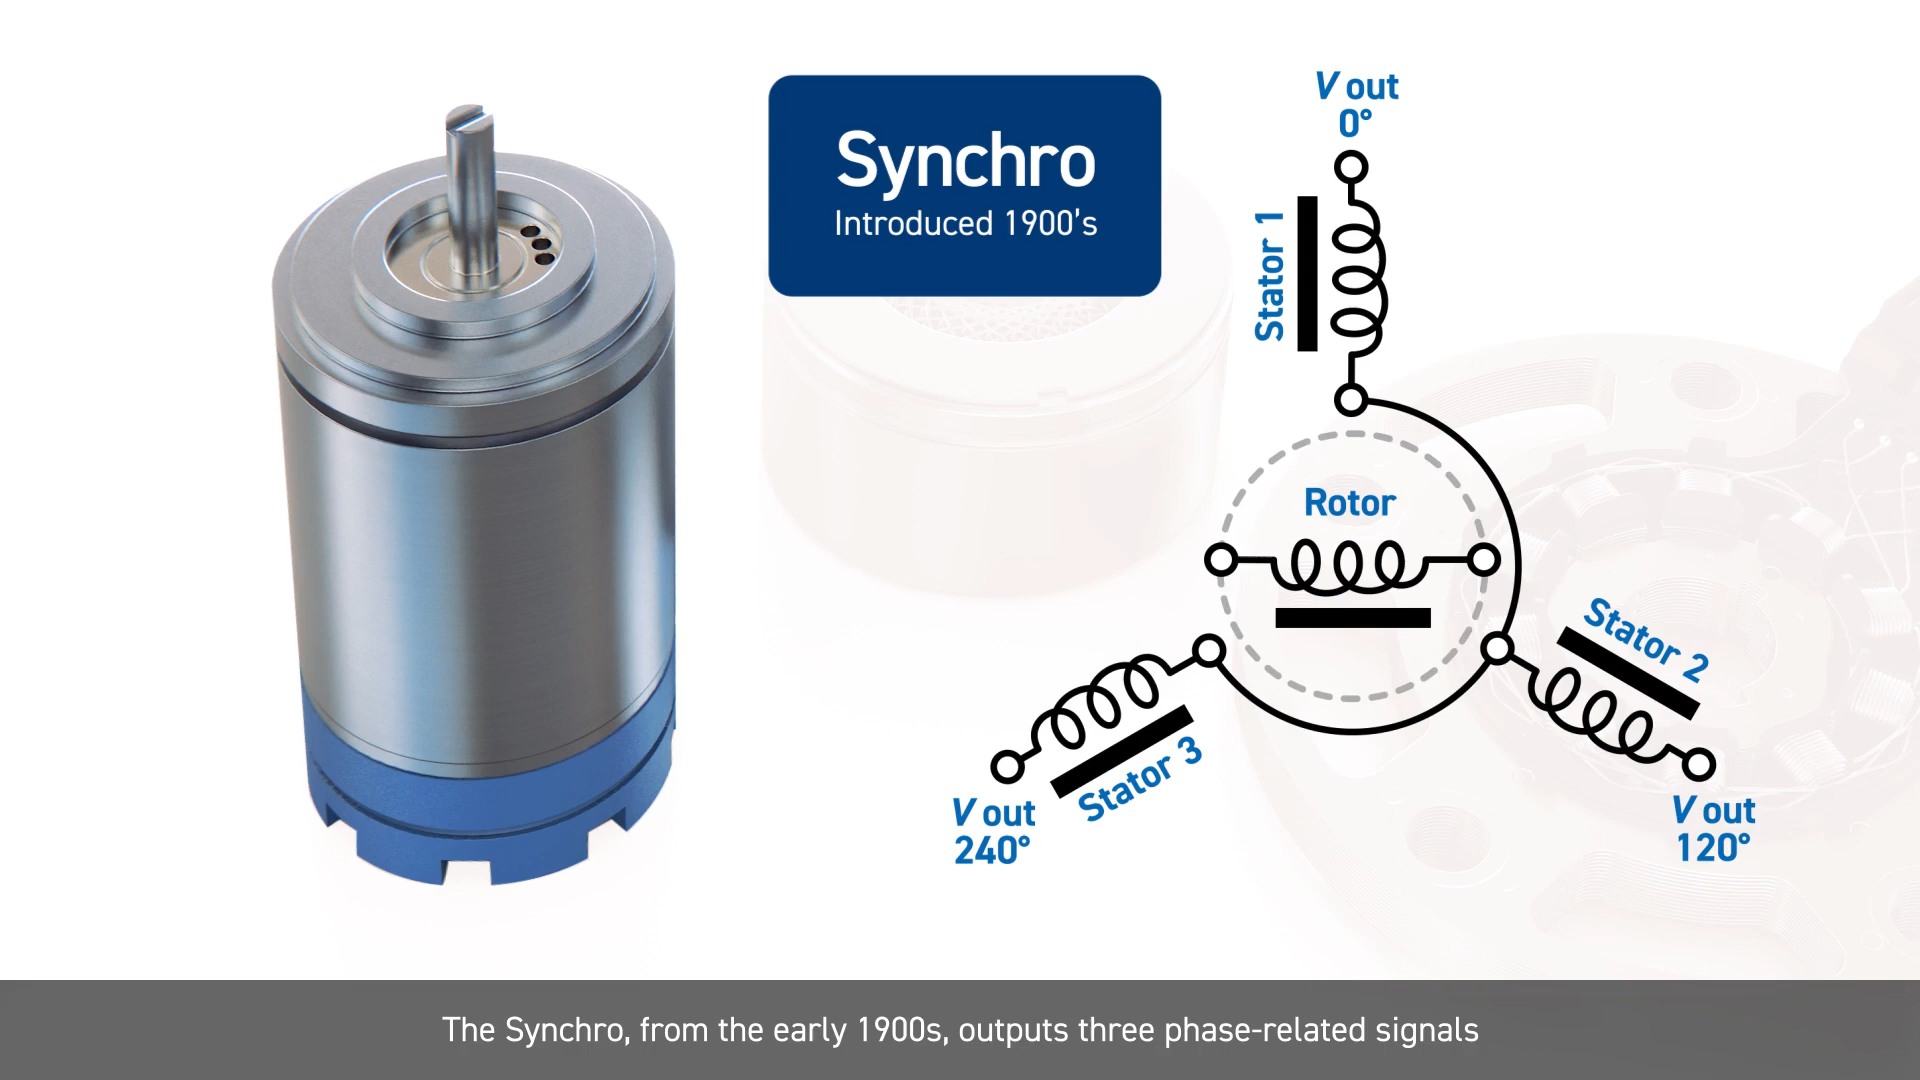 Synchro
Introduced 1900's
V out
0°
Stator 1
Rotor
Stator 2
Stator 3
V out
240°
V out
120°
The Synchro, from the early 1900s, outputs three phase-related signals